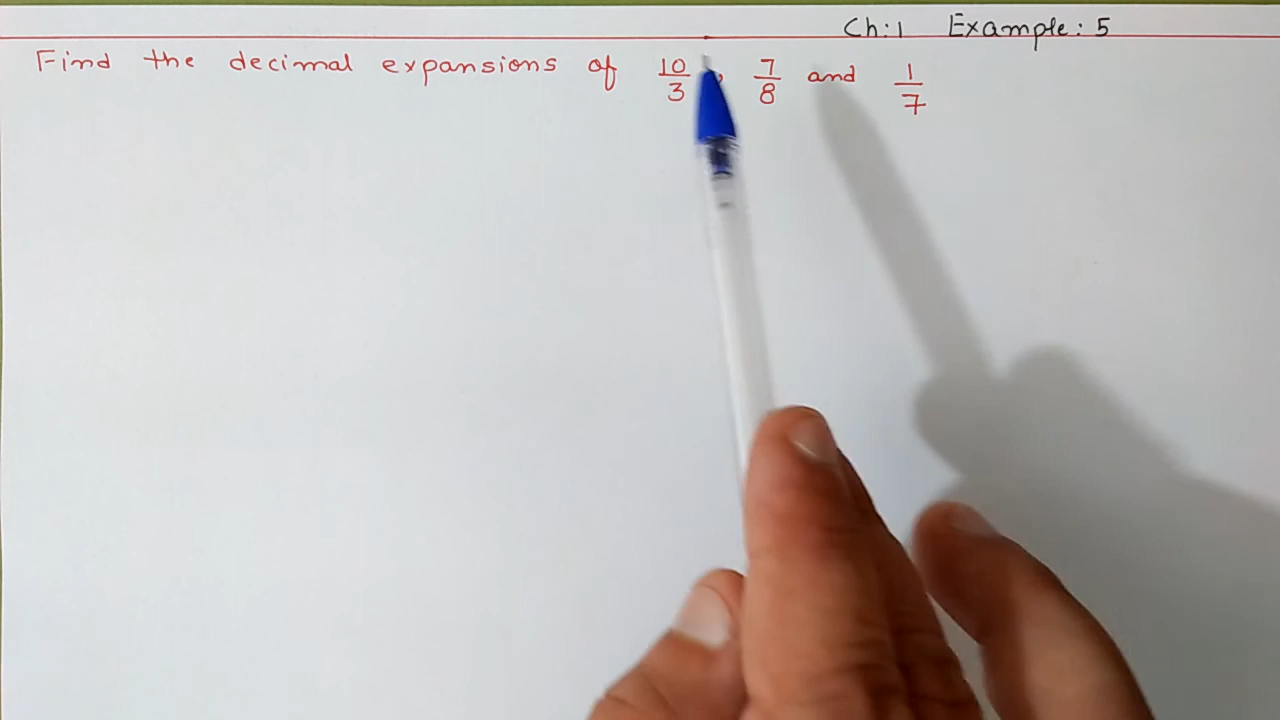 Ch:1 Example: 5
Find the decimal expansions of 10/3, 7/8 and 1/7